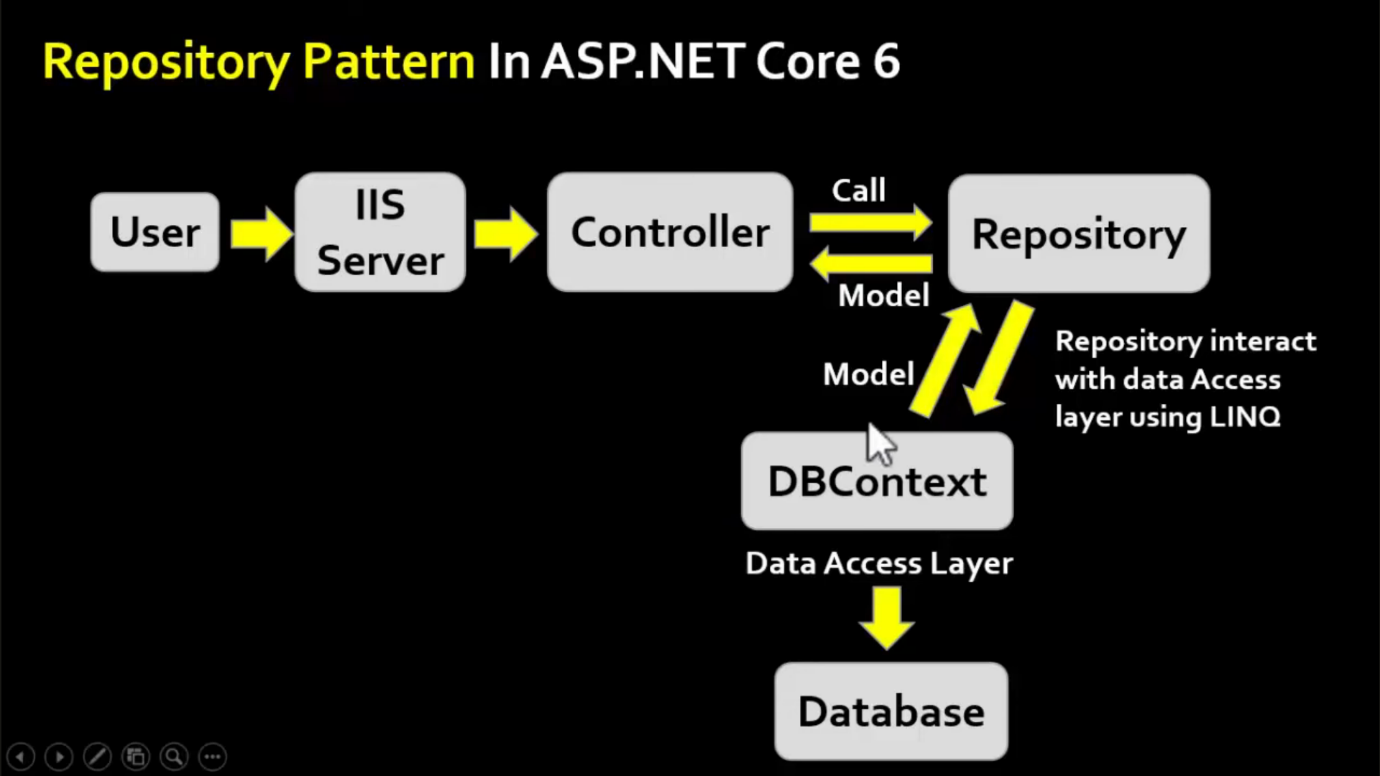 Repository Pattern In ASP.NET Core 6
User
IIS
Server
Controller
Call
Model
Repository
Model
Repository interact
with data Access
layer using LINQ
DBContext
Data Access Layer
Database